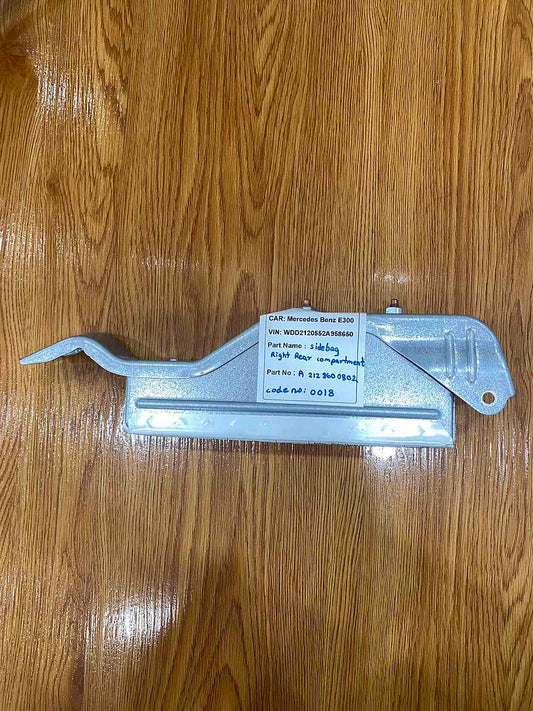 CAR: Mercedes Benz E300
VIN: WDD2120552A958650
Part Name : sidebag
Right Rear compartment
Part No : A 212 860 0802
code no: 0018